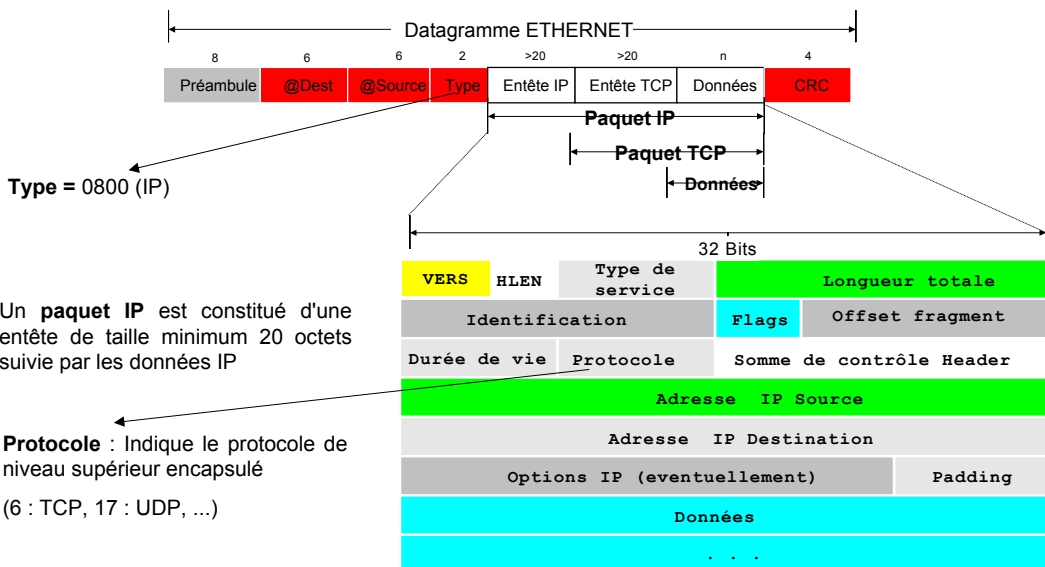 Datagramme ETHERNET
8 6 6 2 >20 >20 n 4
Préambule @Dest @Source Type Entête IP Entête TCP Données CRC
Paquet IP
Paquet TCP
Données
Type = 0800 (IP)
32 Bits
VERS HLEN Type de service Longueur totale
Identification Flags Offset fragment
Durée de vie Protocole Somme de contrôle Header
Adresse IP Source
Adresse IP Destination
Options IP (eventuellement) Padding
Données
. . .
Un paquet IP est constitué d'une
entête de taille minimum 20 octets
suivie par les données IP
Protocole : Indique le protocole de
niveau supérieur encapsulé
(6 : TCP, 17 : UDP, ...)